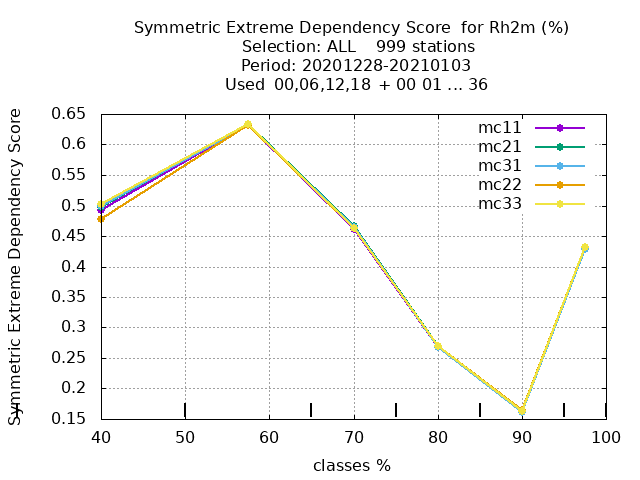 Symmetric Extreme Dependency Score for Rh2m (%)
Selection: ALL 999 stations
Period: 20201228-20210103
Used 00,06,12,18 + 00 01 ... 36
Symmetric Extreme Dependency Score
0.65
0.6
0.55
0.5
0.45
0.4
0.35
0.3
0.25
0.2
0.15
mc11
mc21
mc31
mc22
mc33
40 50 60 70 80 90 100
classes %